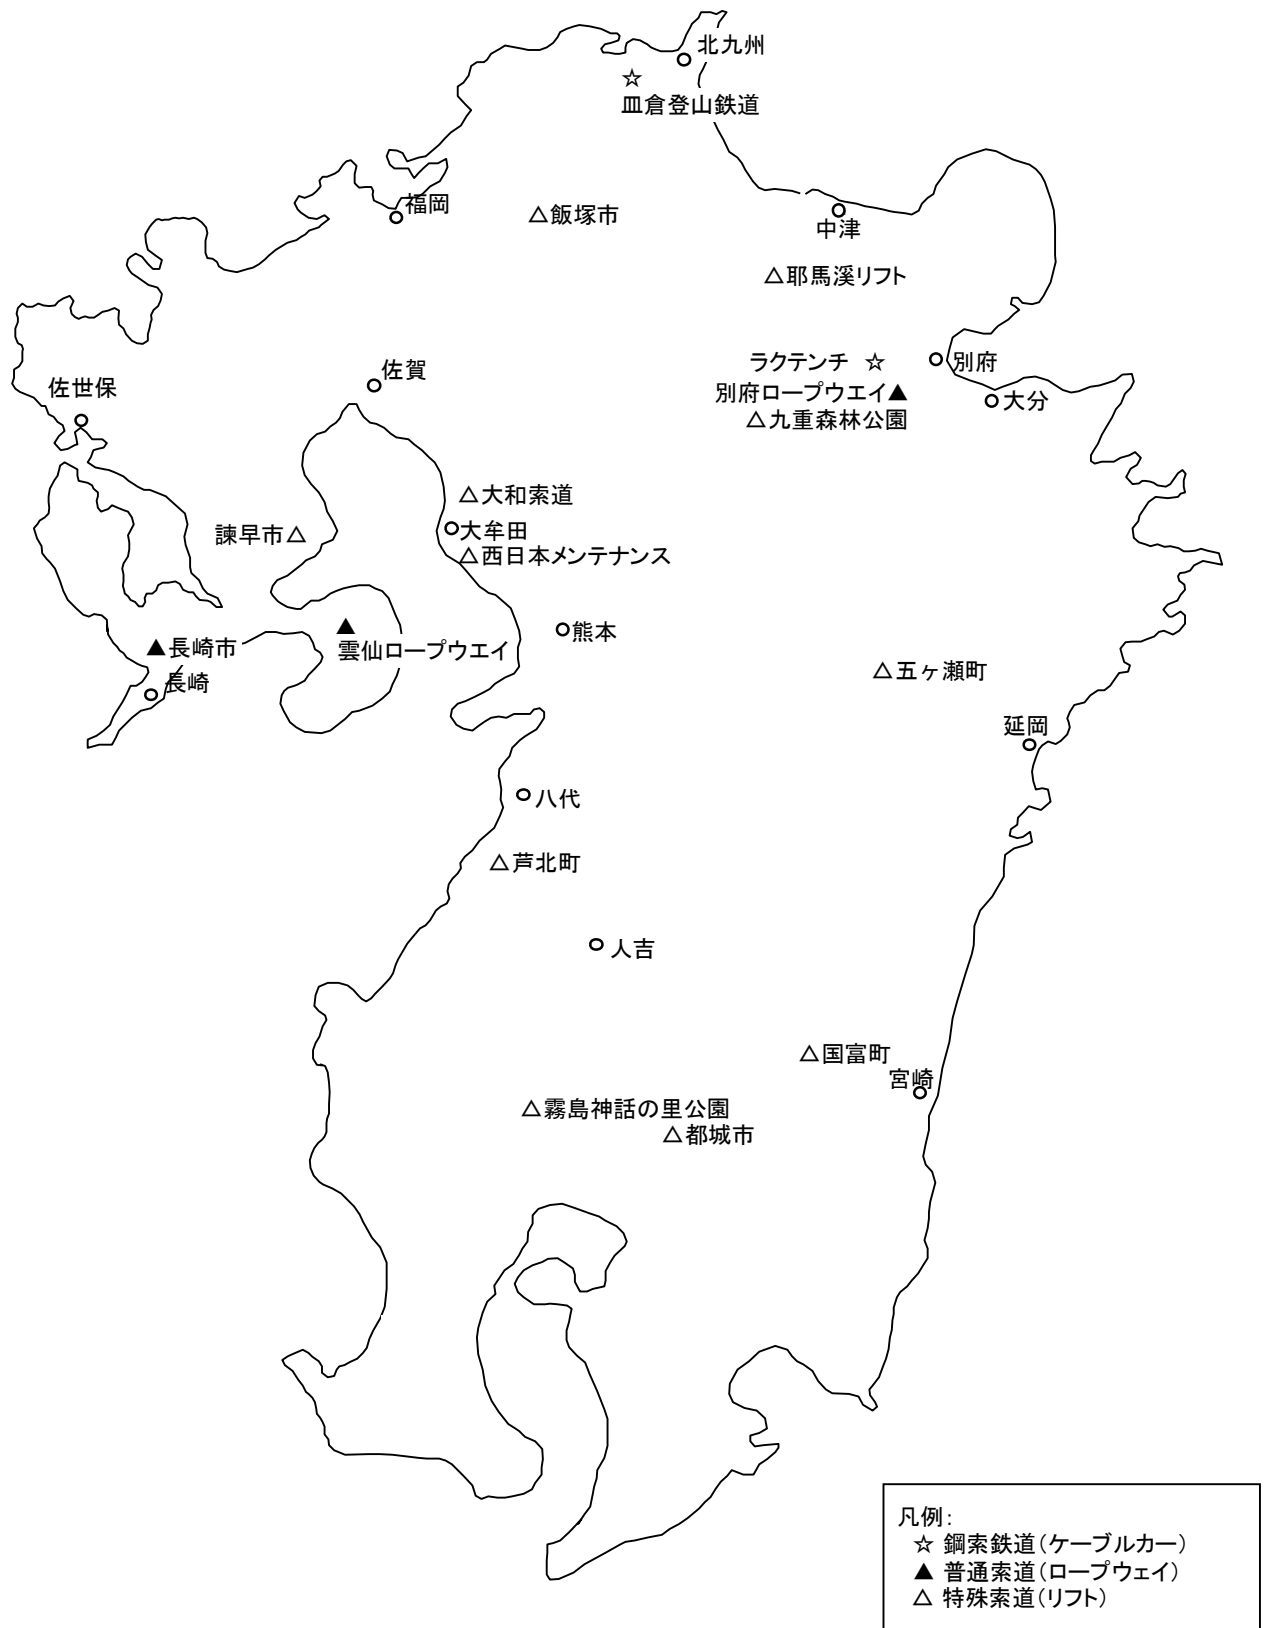 北九州
☆
皿倉登山鉄道
福岡
△飯塚市
中津
△耶馬溪リフト
ラクテンチ ☆
別府
別府ロープウエイ▲
大分
△九重森林公園
佐賀
佐世保
△大和索道
大牟田
諫早市△
△西日本メンテナンス
熊本
▲長崎市
▲
雲仙ロープウエイ
長崎
△五ヶ瀬町
延岡
八代
△芦北町
人吉
△国富町
宮崎
△霧島神話の里公園
△都城市
凡例:
☆ 鋼索鉄道(ケーブルカー)
▲ 普通索道(ロープウェイ)
△ 特殊索道(リフト)